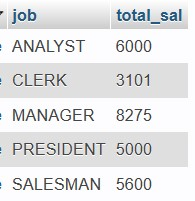 job total_sal
ANALYST 6000
CLERK 3101
MANAGER 8275
PRESIDENT 5000
SALESMAN 5600